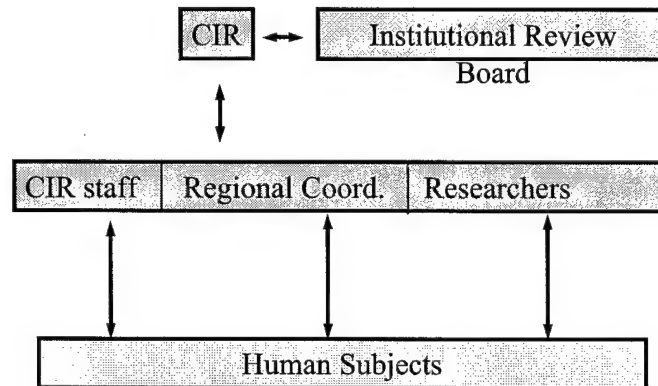 CIR
Institutional Review
Board
CIR staff
Regional Coord.
Researchers
Human Subjects